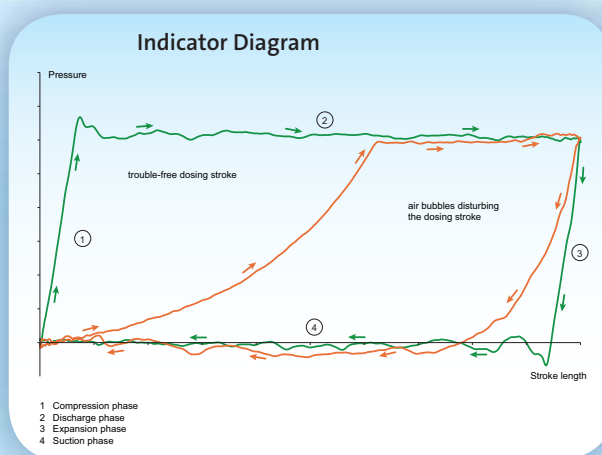 Indicator Diagram
Pressure
2
trouble-free dosing stroke
air bubbles disturbing
the dosing stroke
1
3
4
Stroke length
1 Compression phase
2 Discharge phase
3 Expansion phase
4 Suction phase